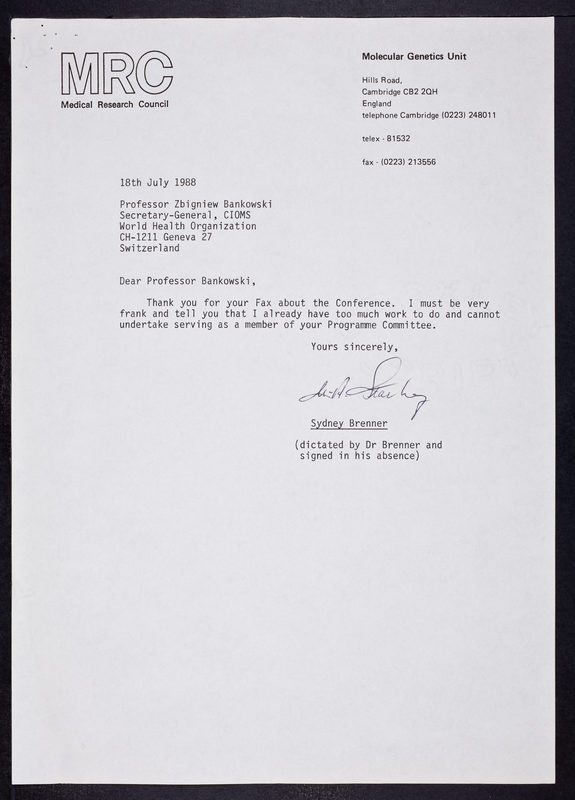 MRC
Medical Research Council
Molecular Genetics Unit
Hills Road,
Cambridge CB2 2QH
England
telephone Cambridge (0223) 248011
telex - 81532
fax - (0223) 213556
18th July 1988
Professor Zbigniew Bankowski
Secretary-General, CIOMS
World Health Organization
CH-1211 Geneva 27
Switzerland
Dear Professor Bankowski,
Thank you for your Fax about the Conference. I must be very
frank and tell you that I already have too much work to do and cannot
undertake serving as a member of your Programme Committee.
Yours sincerely,
Sydney Brenner
(dictated by Dr Brenner and
signed in his absence)